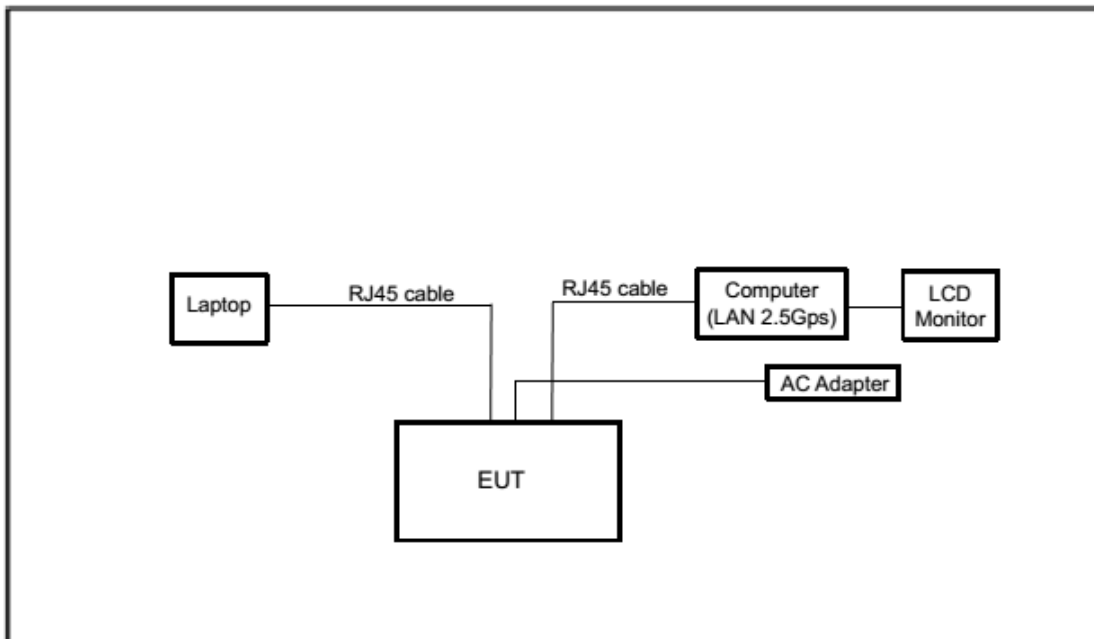 Laptop
RJ45 cable
RJ45 cable
Computer
(LAN 2.5Gps)
LCD
Monitor
AC Adapter
EUT